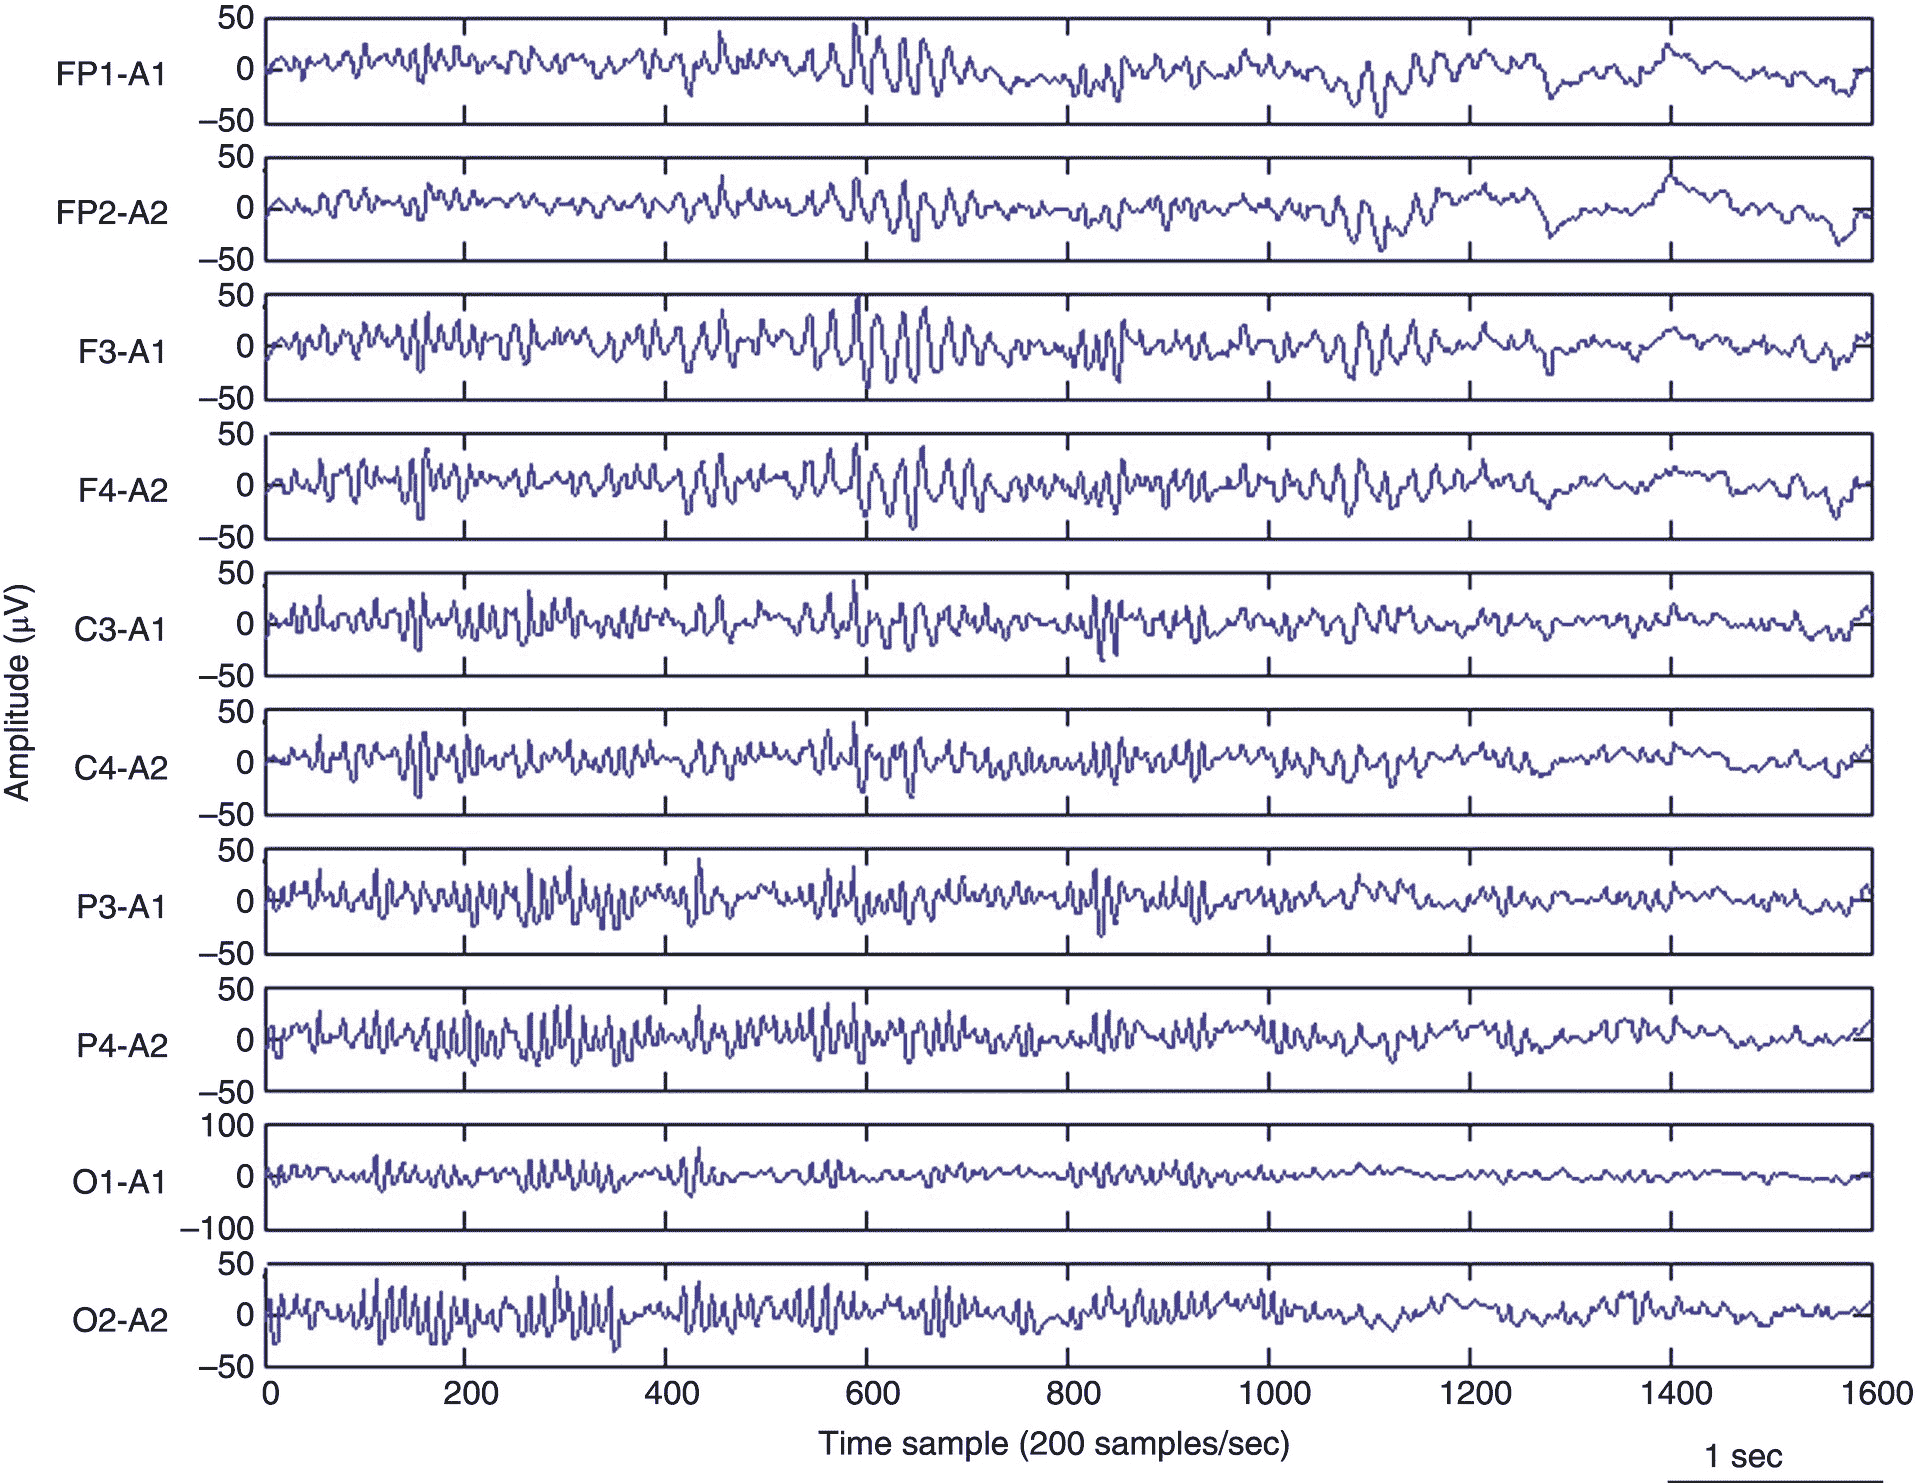 50
FP1-A1 0
–50
50
FP2-A2 0
–50
50
F3-A1 0
–50
50
F4-A2 0
–50
50
C3-A1 0
–50
Amplitude (μV)
50
C4-A2 0
–50
50
P3-A1 0
–50
50
P4-A2 0
–50
100
O1-A1 0
–100
50
O2-A2 0
–50
0 200 400 600 800 1000 1200 1400 1600
Time sample (200 samples/sec)
1 sec